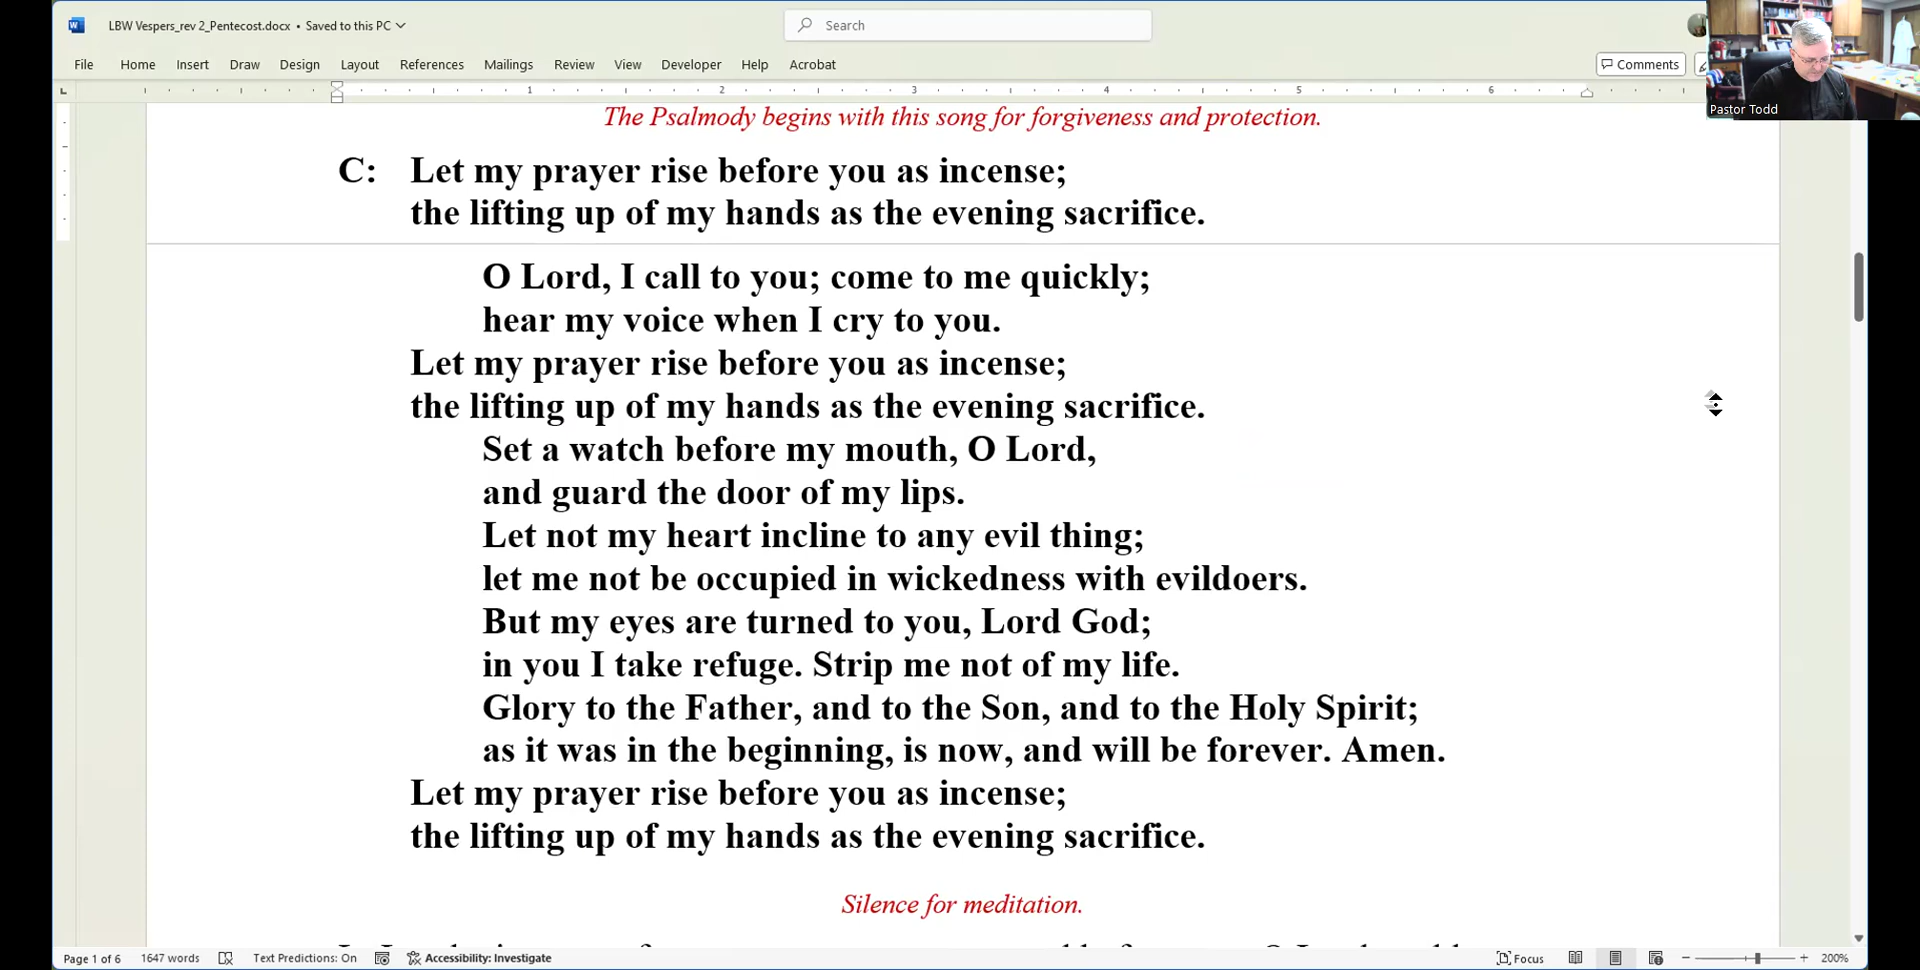 LBW Vespers_rev 2_Pentecost.docx • Saved to this PC
Search
File Home Insert Draw Design Layout References Mailings Review View Developer Help Acrobat
Comments
Pastor Todd
1 2 3 4 5 6
The Psalmody begins with this song for forgiveness and protection.
C: Let my prayer rise before you as incense;
the lifting up of my hands as the evening sacrifice.
O Lord, I call to you; come to me quickly;
hear my voice when I cry to you.
Let my prayer rise before you as incense;
the lifting up of my hands as the evening sacrifice.
Set a watch before my mouth, O Lord,
and guard the door of my lips.
Let not my heart incline to any evil thing;
let me not be occupied in wickedness with evildoers.
But my eyes are turned to you, Lord God;
in you I take refuge. Strip me not of my life.
Glory to the Father, and to the Son, and to the Holy Spirit;
as it was in the beginning, is now, and will be forever. Amen.
Let my prayer rise before you as incense;
the lifting up of my hands as the evening sacrifice.
Silence for meditation.
Page 1 of 6 1647 words Text Predictions: On Accessibility: Investigate Focus 200%